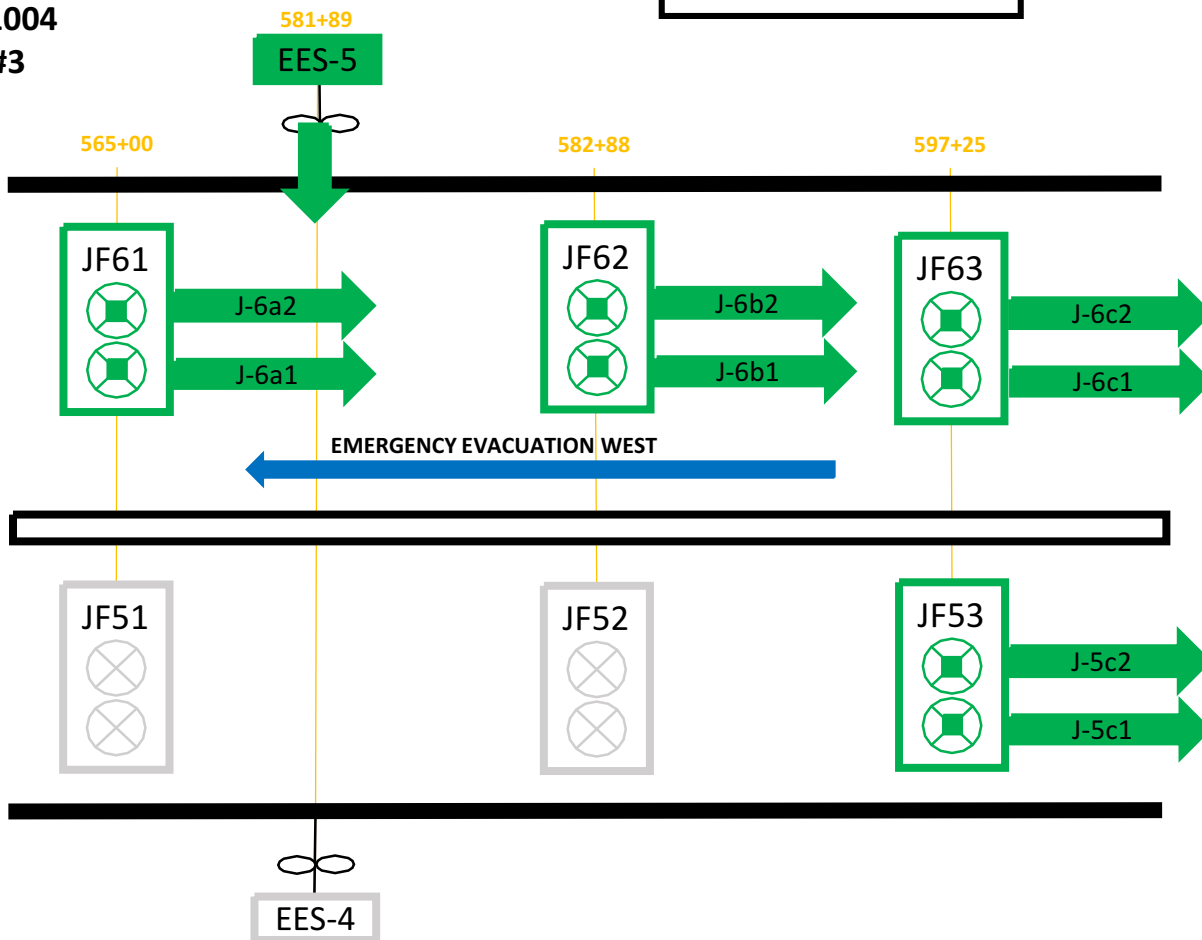 1004
#3
581+89
EES-5
565+00
582+88
597+25
JF61
JF62
JF63
J-6a2
J-6b2
J-6c2
J-6a1
J-6b1
J-6c1
EMERGENCY EVACUATION WEST
JF51
JF52
JF53
J-5c2
J-5c1
EES-4